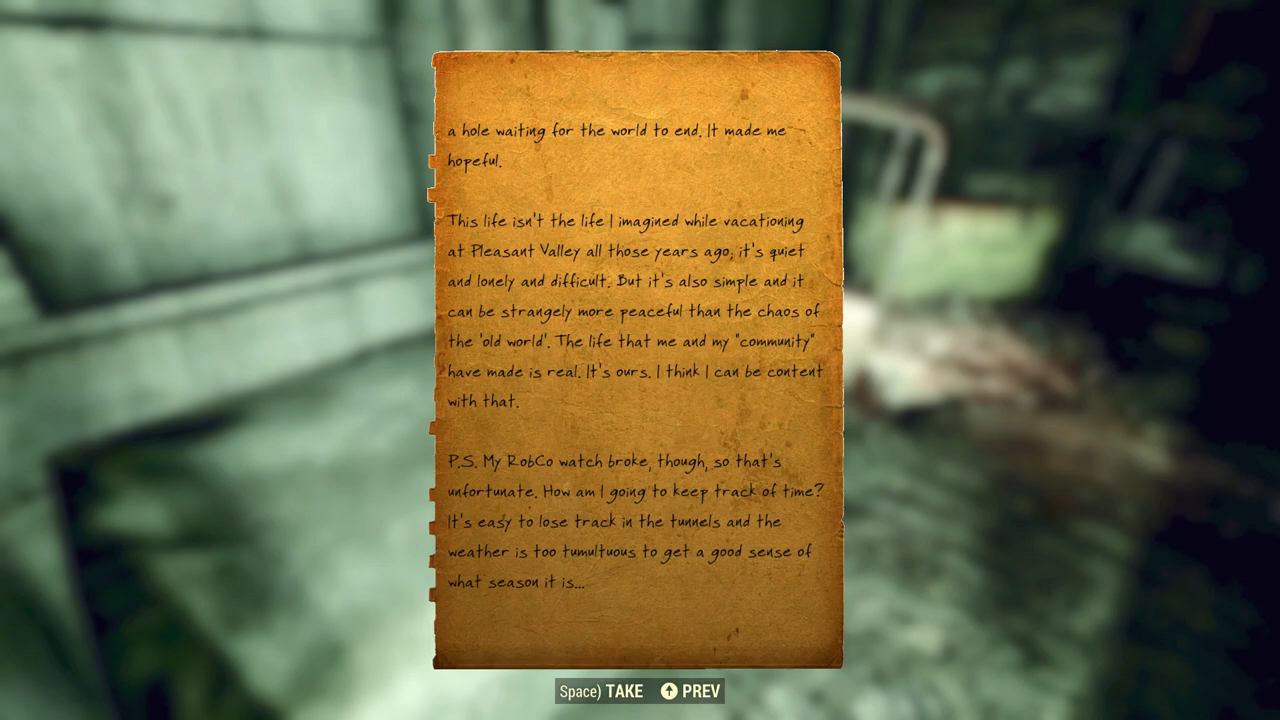 a hole waiting for the world to end. It made me
hopeful.
This life isn't the life I imagined while vacationing
at Pleasant Valley all those years ago, it's quiet
and lonely and difficult. But it's also simple and it
can be strangely more peaceful than the chaos of
the 'old world'. The life that me and my "community"
have made is real. It's ours. I think I can be content
with that.
P.S. My RobCo watch broke, though, so that's
unfortunate. How am I going to keep track of time?
It's easy to lose track in the tunnels and the
weather is too tumultuous to get a good sense of
what season it is...
Space) TAKE PREV